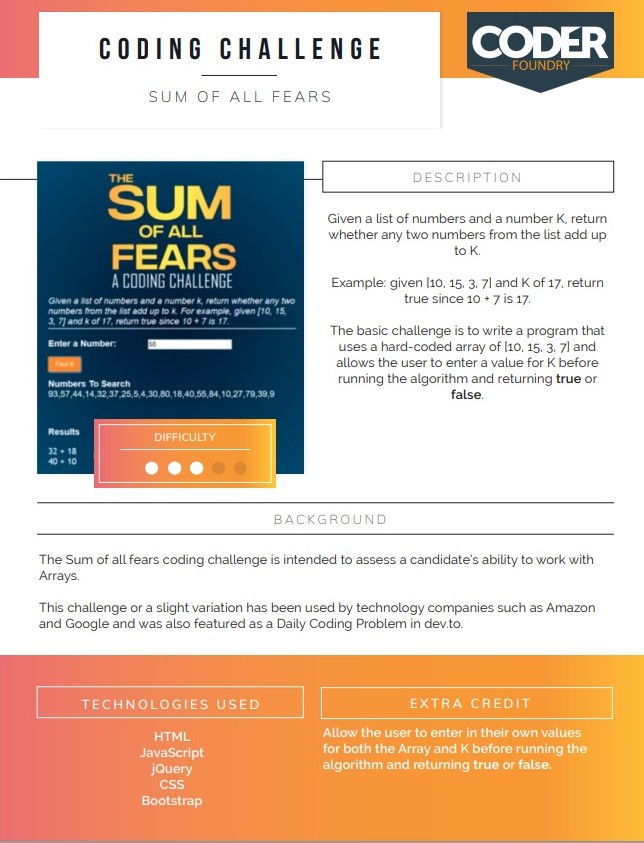 CODING CHALLENGE
SUM OF ALL FEARS
CODER
FOUNDRY
THE
SUM
OF ALL
FEARS
A CODING CHALLENGE
Given a list of numbers and a number k, return whether any two
numbers from the list add up to k. For example, given [10, 15,
3, 7] and k of 17, return true since 10 + 7 is 17.
Enter a Number:
50
Find It
Numbers To Search
93,57,44,14,32,37,25,5,4,30,80,18,40,55,84,10,27,79,39,9
Results
32 + 18
40 + 10
DIFFICULTY
DESCRIPTION
Given a list of numbers and a number K, return
whether any two numbers from the list add up
to K.
Example: given [10, 15, 3, 7] and K of 17, return
true since 10 + 7 is 17.
The basic challenge is to write a program that
uses a hard-coded array of [10, 15, 3, 7] and
allows the user to enter a value for K before
running the algorithm and returning true or
false.
BACKGROUND
The Sum of all fears coding challenge is intended to assess a candidate's ability to work with
Arrays.
This challenge or a slight variation has been used by technology companies such as Amazon
and Google and was also featured as a Daily Coding Problem in dev.to.
TECHNOLOGIES USED
HTML
JavaScript
jQuery
CSS
Bootstrap
EXTRA CREDIT
Allow the user to enter in their own values
for both the Array and K before running the
algorithm and returning true or false.